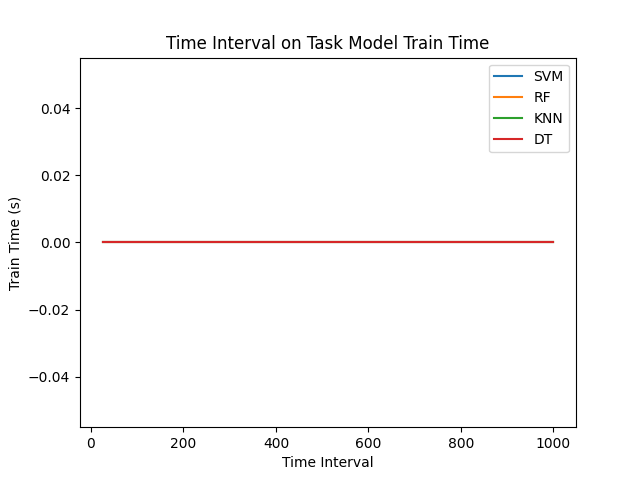 Time Interval on Task Model Train Time
SVM
RF
KNN
DT
Train Time (s)
0.04
0.02
0.00
−0.02
−0.04
0 200 400 600 800 1000
Time Interval